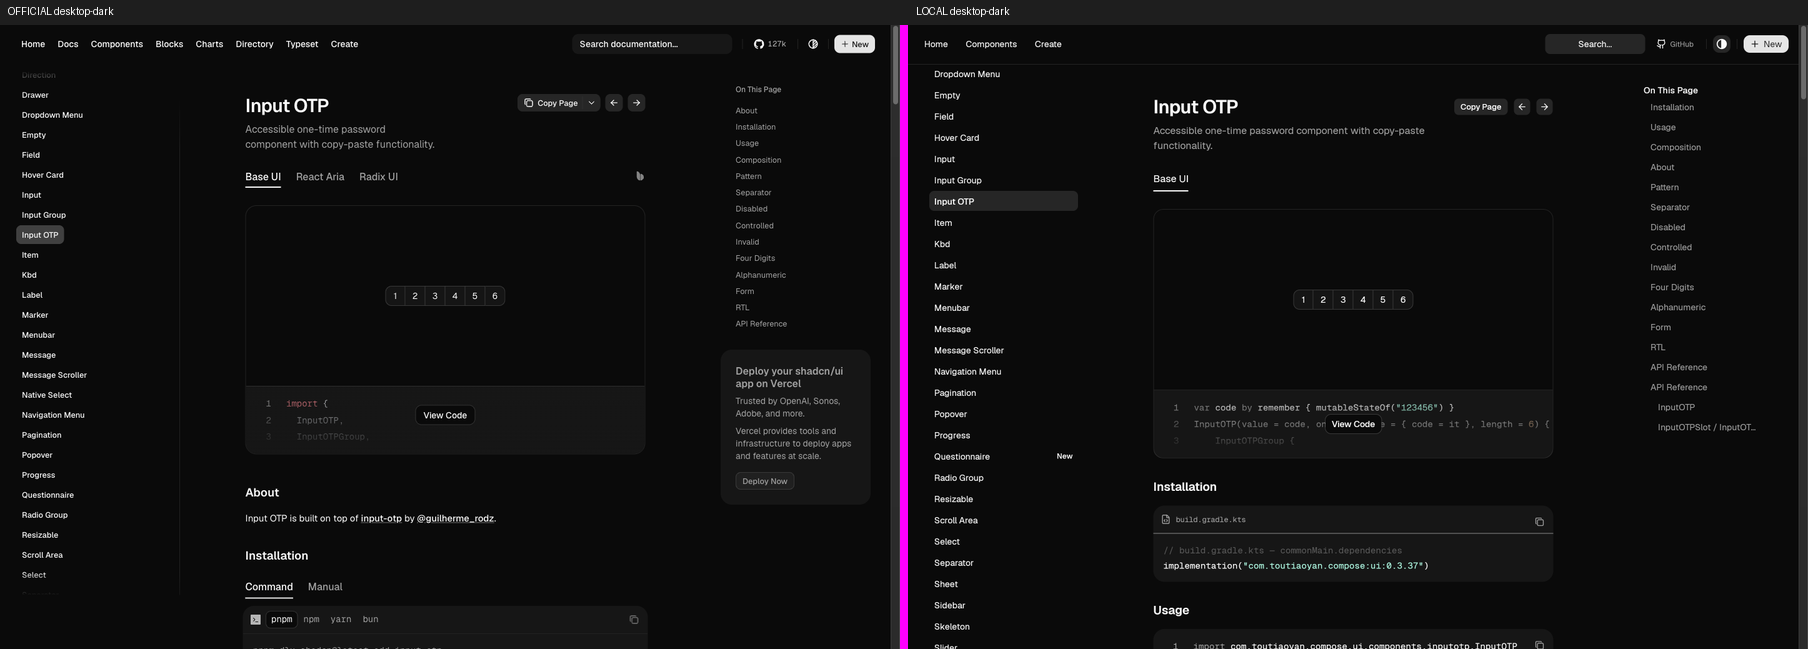 OFFICIAL desktop-dark
Home Docs Components Blocks Charts Directory Typeset Create
Search documentation...
127k
New
Direction
Drawer
Dropdown Menu
Empty
Field
Hover Card
Input
Input Group
Input OTP
Item
Kbd
Label
Marker
Menubar
Message
Message Scroller
Native Select
Navigation Menu
Pagination
Popover
Progress
Questionnaire
Radio Group
Resizable
Scroll Area
Select
Input OTP
Copy Page
Accessible one-time password
component with copy-paste functionality.
Base UI React Aria Radix UI
1 2 3 4 5 6
1 import {
2 InputOTP,
3 InputOTPGroup,
View Code
About
Input OTP is built on top of input-otp by @guilherme_rodz.
Installation
Command Manual
pnpm npm yarn bun
On This Page
About
Installation
Usage
Composition
Pattern
Separator
Disabled
Controlled
Invalid
Four Digits
Alphanumeric
Form
RTL
API Reference
Deploy your shadcn/ui
app on Vercel
Trusted by OpenAI, Sonos,
Adobe, and more.
Vercel provides tools and
infrastructure to deploy apps
and features at scale.
Deploy Now
LOCAL desktop-dark
Home Components Create
Search...
GitHub
New
Dropdown Menu
Empty
Field
Hover Card
Input
Input Group
Input OTP
Item
Kbd
Label
Marker
Menubar
Message
Message Scroller
Navigation Menu
Pagination
Popover
Progress
Questionnaire New
Radio Group
Resizable
Scroll Area
Select
Separator
Sheet
Sidebar
Skeleton
Slider
Input OTP
Copy Page
Accessible one-time password component with copy-paste
functionality.
Base UI
1 2 3 4 5 6
1 var code by remember { mutableStateOf("123456") }
2 InputOTP(value = code, on e = { code = it }, length = 6) {
3 InputOTPGroup {
View Code
Installation
build.gradle.kts
// build.gradle.kts — commonMain.dependencies
implementation("com.toutiaoyan.compose:ui:0.3.37")
Usage
1 import com.toutiaoyan.compose.ui.components.inputotp.InputOTP
On This Page
Installation
Usage
Composition
About
Pattern
Separator
Disabled
Controlled
Invalid
Four Digits
Alphanumeric
Form
RTL
API Reference
API Reference
InputOTP
InputOTPSlot / InputOT...